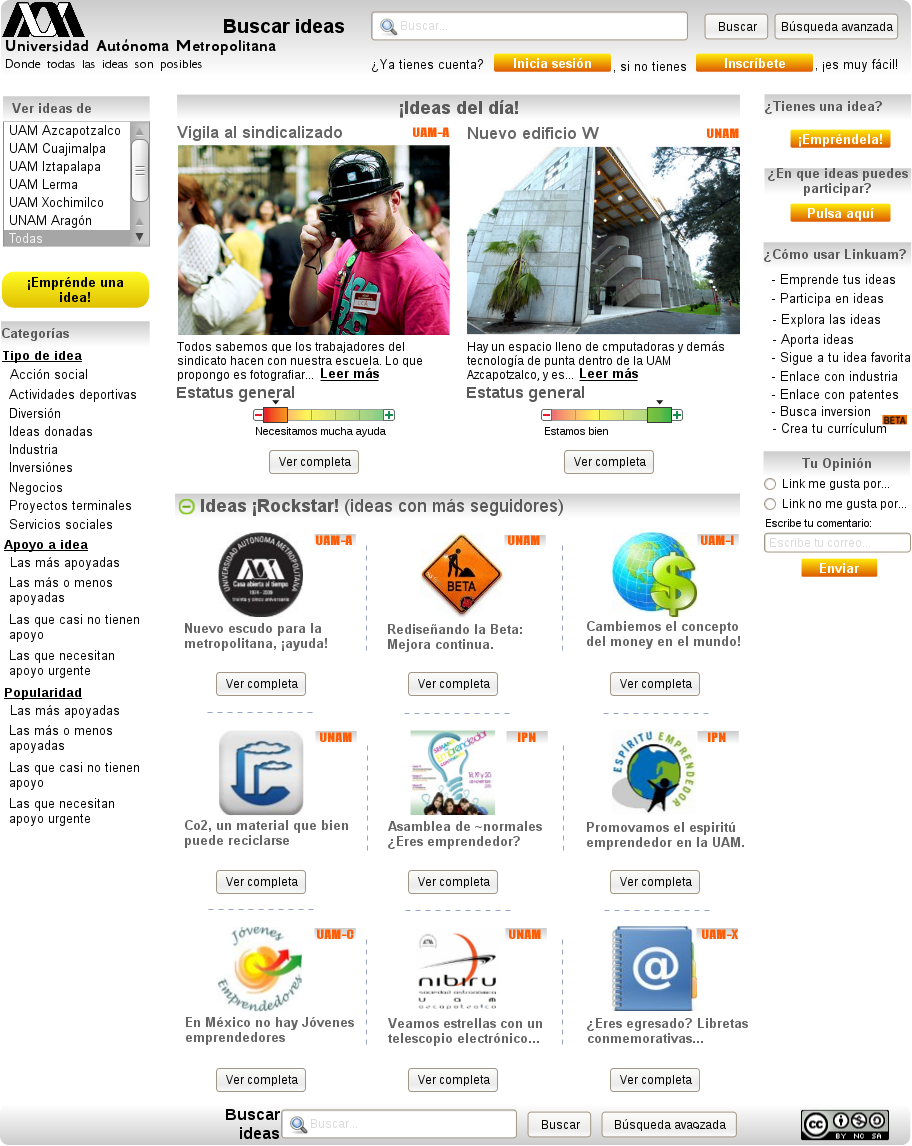 Buscar ideas
Buscar...
Buscar
Búsqueda avanzada
Universidad Autónoma Metropolitana
Donde todas las ideas son posibles
¿Ya tienes cuenta?
Inicia sesión
, si no tienes
Inscríbete
, ¡es muy fácil!
Ver ideas de
UAM Azcapotzalco
UAM Cuajimalpa
UAM Iztapalapa
UAM Lerma
UAM Xochimilco
UNAM Aragón
Todas
¡Emprénde una
idea!
Categorías
Tipo de idea
Acción social
Actividades deportivas
Diversión
Ideas donadas
Industria
Inversiónes
Negocios
Proyectos terminales
Servicios sociales
Apoyo a idea
Las más apoyadas
Las más o menos
apoyadas
Las que casi no tienen
apoyo
Las que necesitan
apoyo urgente
Popularidad
Las más apoyadas
Las más o menos
apoyadas
Las que casi no tienen
apoyo
Las que necesitan
apoyo urgente
¡Ideas del día!
Vigila al sindicalizado
UAM-A
Todos sabemos que los trabajadores del
sindicato hacen con nuestra escuela. Lo que
propongo es fotografiar... Leer más
Estatus general
Necesitamos mucha ayuda
Ver completa
Nuevo edificio W
UNAM
Hay un espacio lleno de cmputadoras y demás
tecnología de punta dentro de la UAM
Azcapotzalco, y es... Leer más
Estatus general
Estamos bien
Ver completa
Ideas ¡Rockstar! (ideas con más seguidores)
UAM-A
UNIVERSIDAD AUTONOMA METROPOLITANA
Casa abierta al tiempo
1974 - 2009
treinta y cinco aniversario
Nuevo escudo para la
metropolitana, ¡ayuda!
Ver completa
UNAM
BETA
Rediseñando la Beta:
Mejora continua.
Ver completa
UAM-I
Cambiemos el concepto
del money en el mundo!
Ver completa
UNAM
Co2, un material que bien
puede reciclarse
Ver completa
IPN
Asamblea de ~normales
¿Eres emprendedor?
Ver completa
IPN
ESPÍRITU EMPRENDEDOR
Promovamos el espiritú
emprendedor en la UAM.
Ver completa
UAM-C
Jóvenes
Emprendedores
En México no hay Jóvenes
emprendedores
Ver completa
UNAM
nibiru
sociedad astronómica
u a m
azcapotzalco
Veamos estrellas con un
telescopio electrónico...
Ver completa
UAM-X
@
¿Eres egresado? Libretas
conmemorativas...
Ver completa
¿Tienes una idea?
¡Empréndela!
¿En que ideas puedes
participar?
Pulsa aquí
¿Cómo usar Linkuam?
- Emprende tus ideas
- Participa en ideas
- Explora las ideas
- Aporta ideas
- Sigue a tu idea favorita
- Enlace con industria
- Enlace con patentes
- Busca inversion
- Crea tu currículum
BETA
Tu Opinión
Link me gusta por...
Link no me gusta por...
Escribe tu comentario:
Escribe tu correo...
Enviar
Buscar
ideas
Buscar...
Buscar
Búsqueda avanzada
cc
BY NC SA